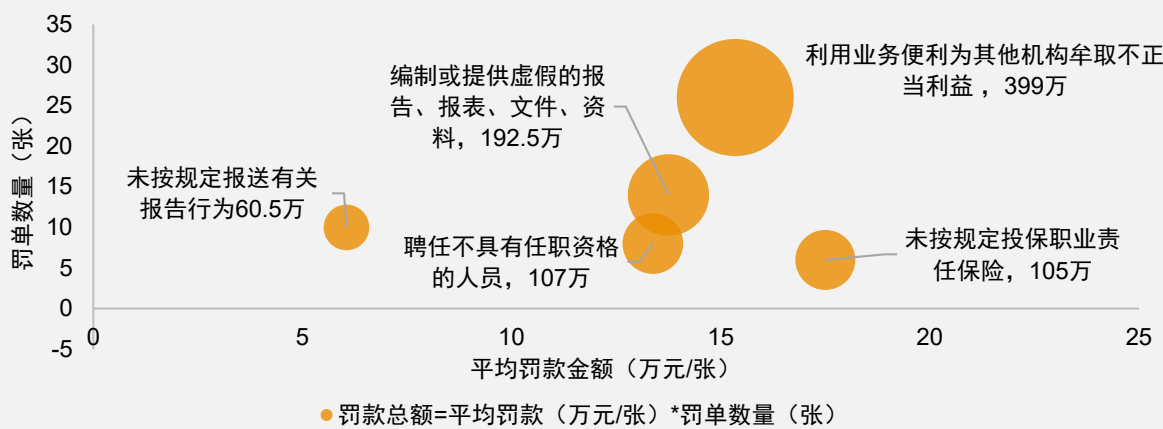 35
30
25
20
15
10
5
0
-5
罚单数量（张）
利用业务便利为其他机构牟取不正
当利益 ，399万
编制或提供虚假的报
告、报表、文件、资
料，192.5万
未按规定报送有关
报告行为60.5万
聘任不具有任职资格
的人员，107万
未按规定投保职业责
任保险，105万
0 5 10 15 20 25
平均罚款金额（万元/张）
罚款总额=平均罚款（万元/张）*罚单数量（张）